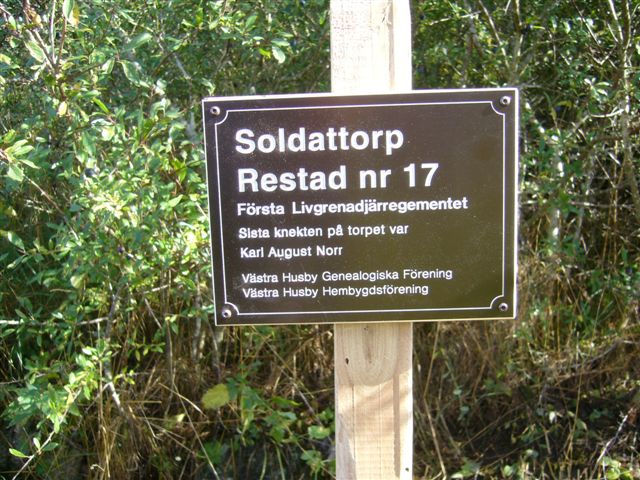 Soldattorp
Restad nr 17
Första Livgrenadjärregementet
Sista knekten på torpet var
Karl August Norr
Västra Husby Genealogiska Förening
Västra Husby Hembygdsförening